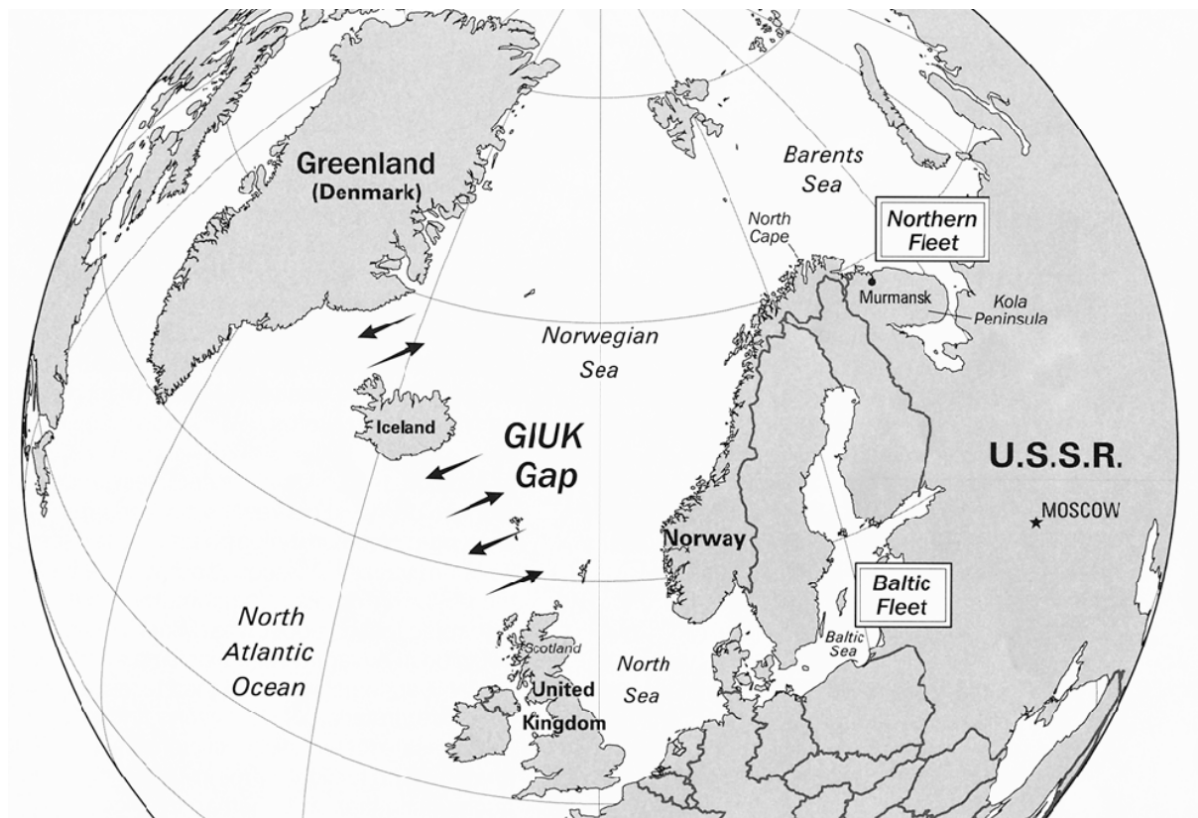 Greenland
(Denmark)
Barents
Sea
North
Cape
Northern
Fleet
Murmansk
Kola
Peninsula
Norwegian
Sea
Iceland
GIUK
Gap
U.S.S.R.
MOSCOW
Norway
Baltic
Fleet
Baltic
Sea
North
Atlantic
Ocean
Scotland
North
Sea
United
Kingdom